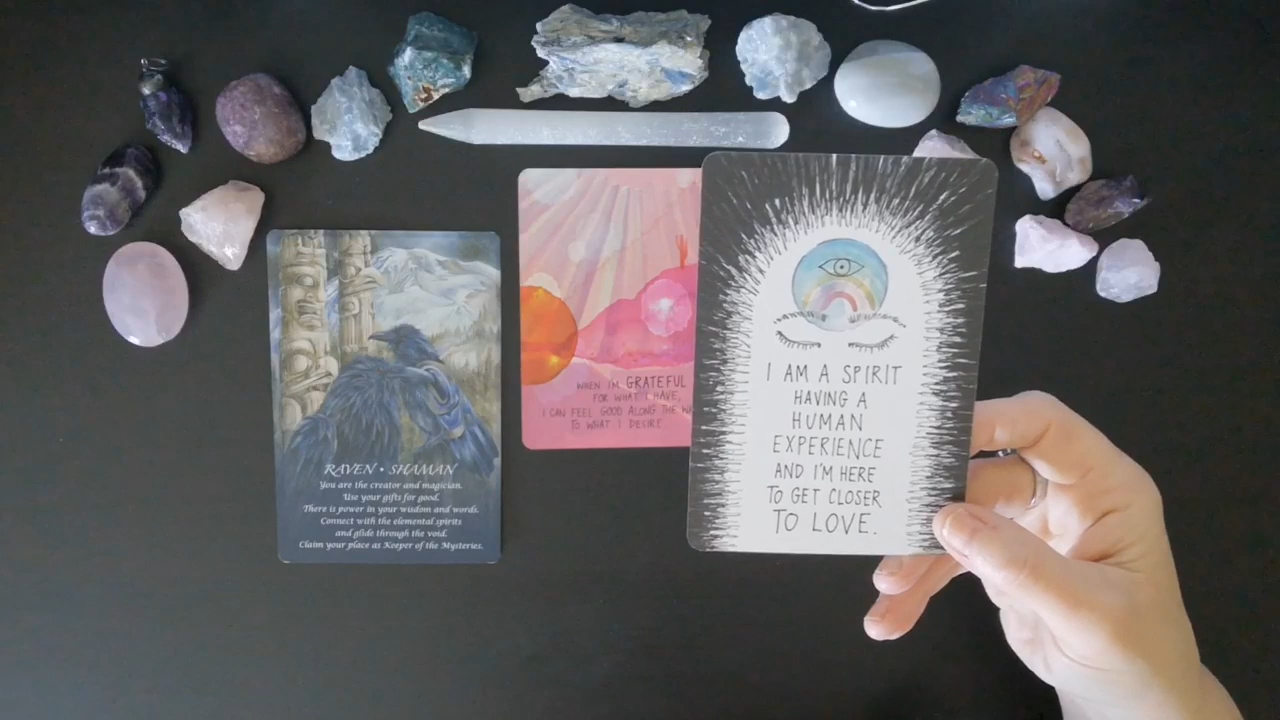 RAVEN • SHAMAN
You are the creator and magician.
Use your gifts for good.
There is power in your wisdom and words.
Connect with the elemental spirits
and glide through the void.
Claim your place as Keeper of the Mysteries.
WHEN I'M GRATEFUL
FOR WHAT I HAVE,
I CAN FEEL GOOD ALONG THE
TO WHAT I DESIRE
I AM A SPIRIT
HAVING A
HUMAN
EXPERIENCE
AND I'M HERE
TO GET CLOSER
TO LOVE.